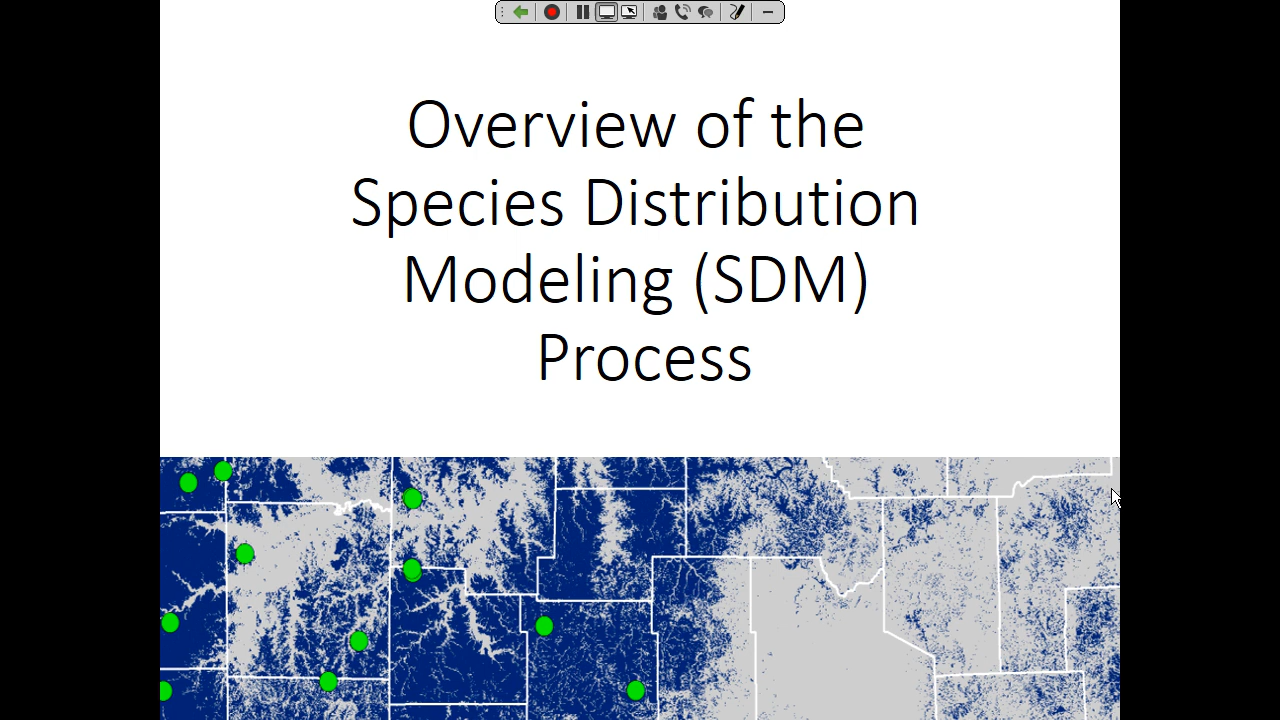 Overview of the
Species Distribution
Modeling (SDM)
Process